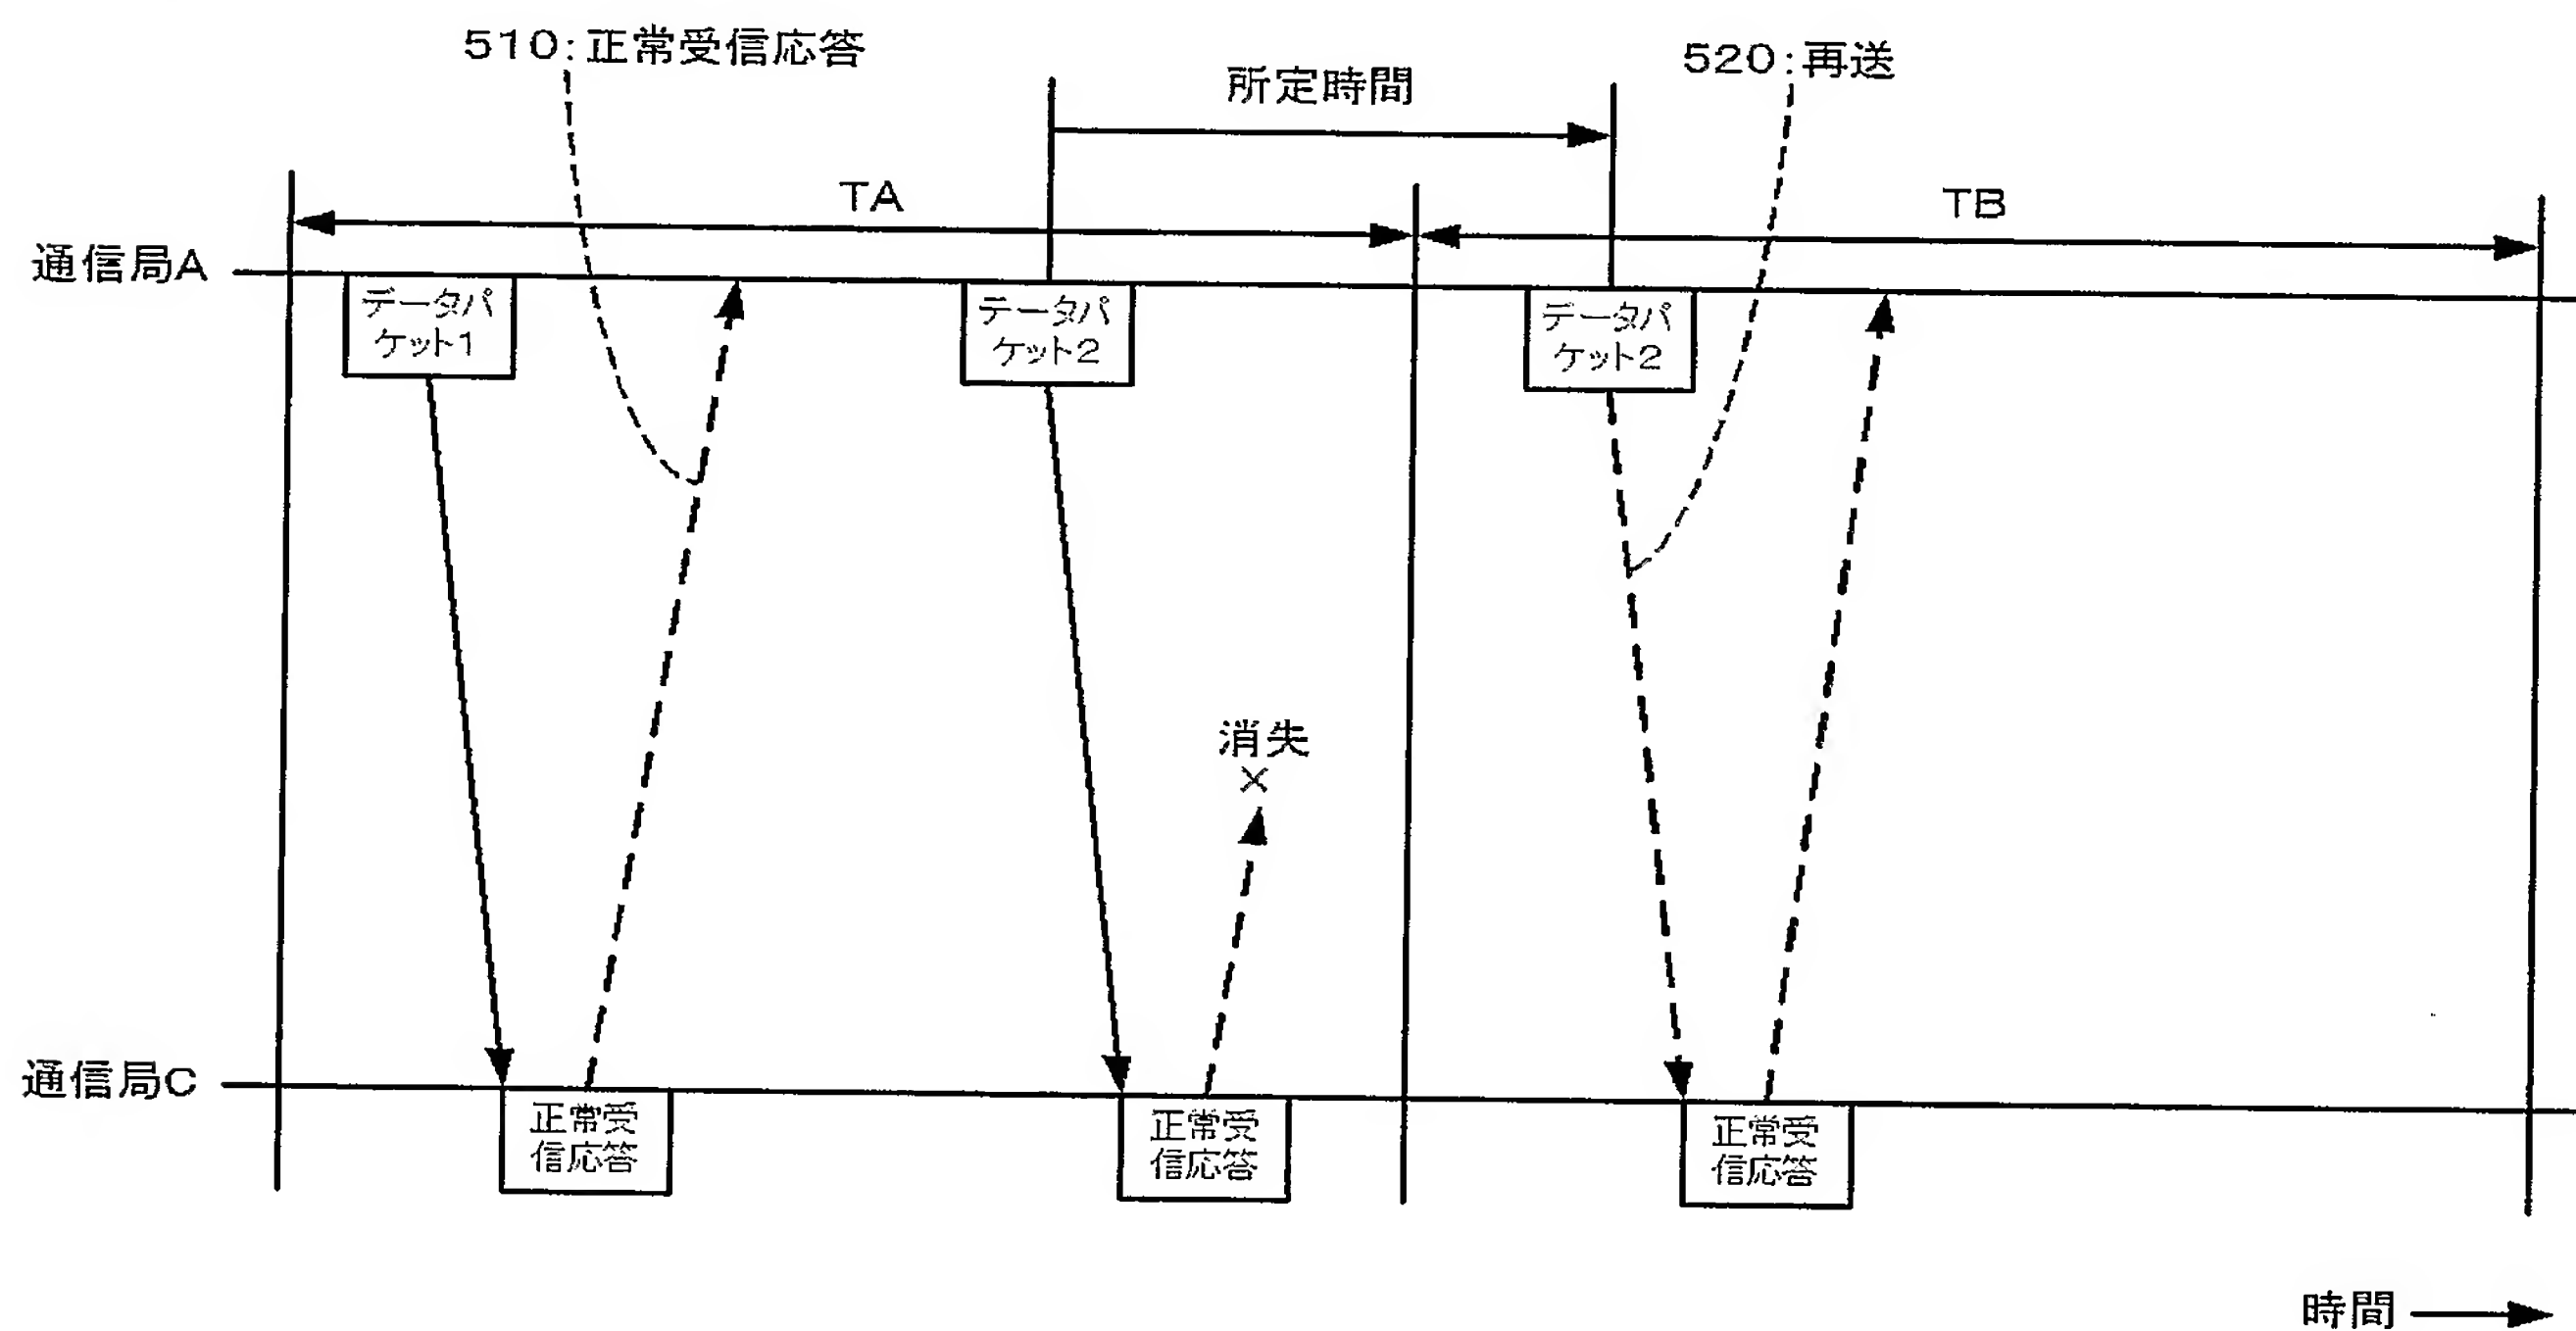 510:正常受信応答
520:再送
所定時間
TA
TB
通信局A
データパ
ケット1
データパ
ケット2
データパ
ケット2
消失
×
通信局C
正常受
信応答
正常受
信応答
正常受
信応答
時間